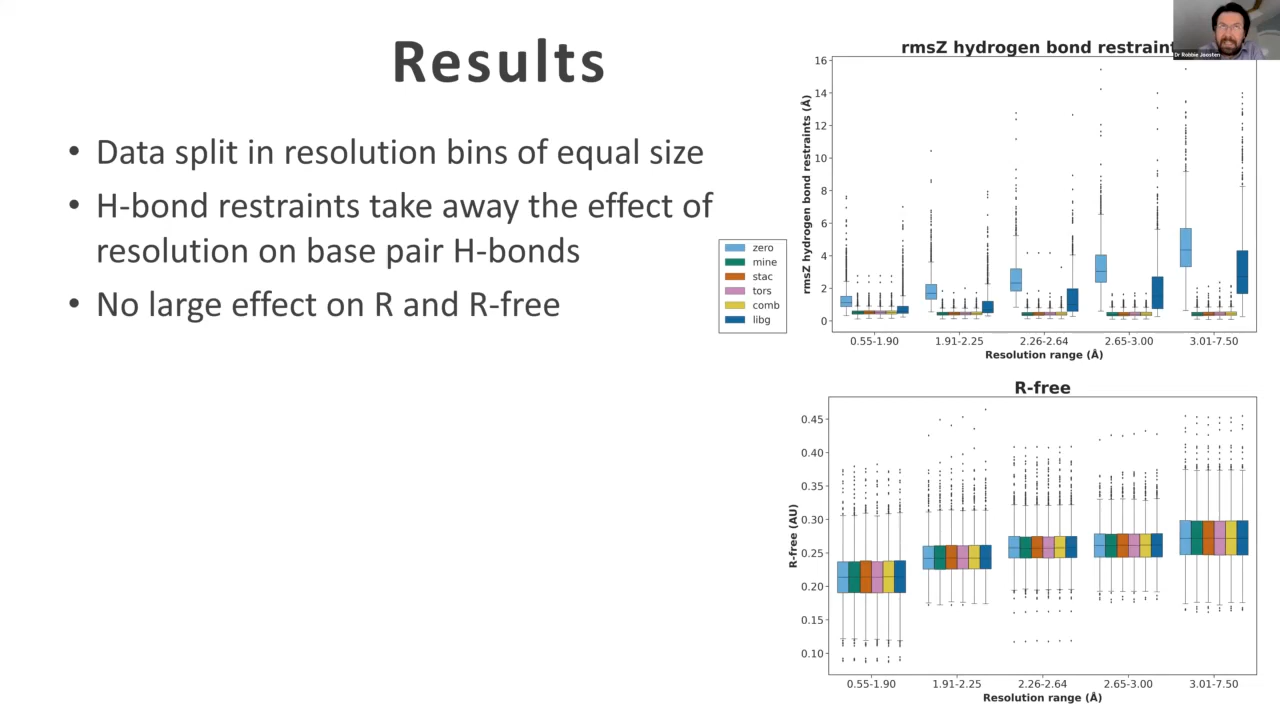 Results
• Data split in resolution bins of equal size
• H-bond restraints take away the effect of
resolution on base pair H-bonds
• No large effect on R and R-free
zero
mine
stac
tors
comb
libg
rmsZ hydrogen bond restraint
Dr Robbie Joosten
rmsZ hydrogen bond restraints (Å)
16
14
12
10
8
6
4
2
0
0.55-1.90 1.91-2.25 2.26-2.64 2.65-3.00 3.01-7.50
Resolution range (Å)
R-free
R-free (AU)
0.45
0.40
0.35
0.30
0.25
0.20
0.15
0.10
0.55-1.90 1.91-2.25 2.26-2.64 2.65-3.00 3.01-7.50
Resolution range (Å)